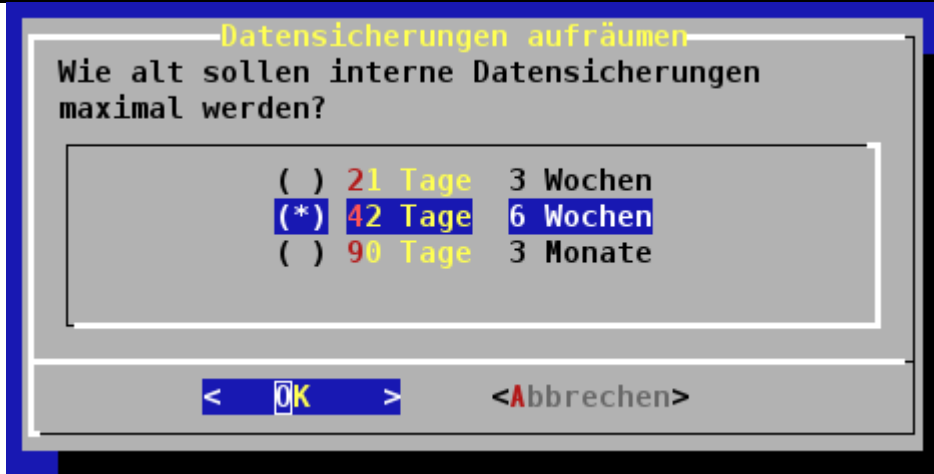 Datensicherungen aufräumen
Wie alt sollen interne Datensicherungen
maximal werden?
( ) 21 Tage 3 Wochen
(*) 42 Tage 6 Wochen
( ) 90 Tage 3 Monate
< OK > <Abbrechen>